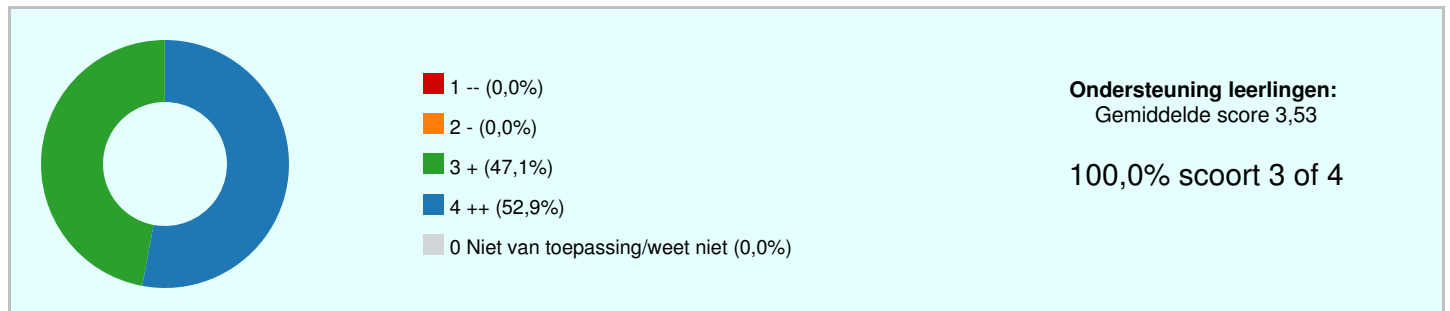 1 -- (0,0%)
2 - (0,0%)
3 + (47,1%)
4 ++ (52,9%)
0 Niet van toepassing/weet niet (0,0%)
Ondersteuning leerlingen:
Gemiddelde score 3,53
100,0% scoort 3 of 4